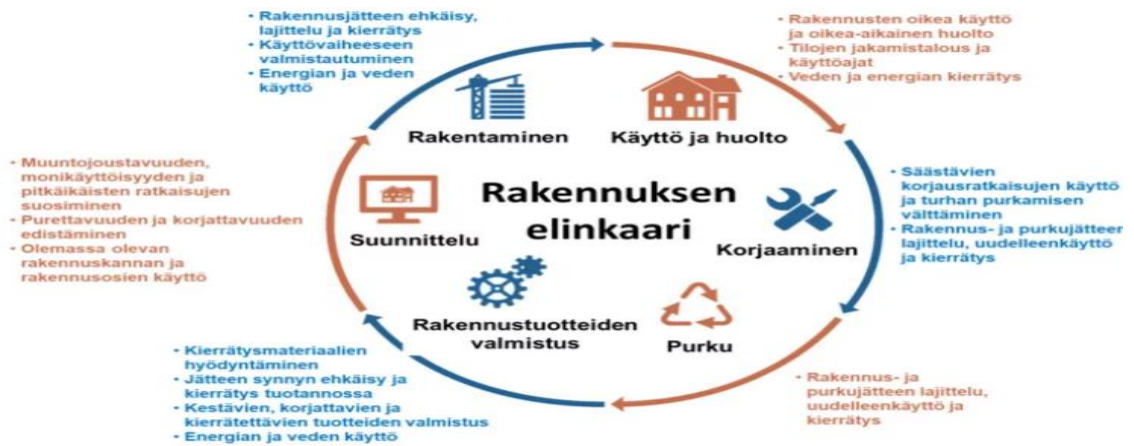 • Rakennusjätteen ehkäisy,
lajittelu ja kierrätys
• Käyttövaiheeseen
valmistautuminen
• Energian ja veden
käyttö
• Rakennusten oikea käyttö
ja oikea-aikainen huolto
• Tilojen jakamistalous ja
käyttöajat
• Veden ja energian kierrätys
Rakentaminen
Käyttö ja huolto
• Muuntojoustavuuden,
monikäyttöisyyden ja
pitkäikäisten ratkaisujen
suosiminen
• Purettavuuden ja korjattavuuden
edistäminen
• Olemassa olevan
rakennuskannan ja
rakennusosien käyttö
Suunnittelu
Rakennuksen
elinkaari
Korjaaminen
• Säästävien
korjausratkaisujen käyttö
ja turhan purkamisen
välttäminen
• Rakennus- ja purkujätteen
lajittelu, uudelleenkäyttö
ja kierrätys
Rakennustuotteiden
valmistus
Purku
• Kierrätysmateriaalien
hyödyntäminen
• Jätteen synnyn ehkäisy ja
kierrätys tuotannossa
• Kestävien, korjattavien ja
kierrätettävien tuotteiden valmistus
• Energian ja veden käyttö
• Rakennus- ja
purkujätteen lajittelu,
uudelleenkäyttö ja
kierrätys